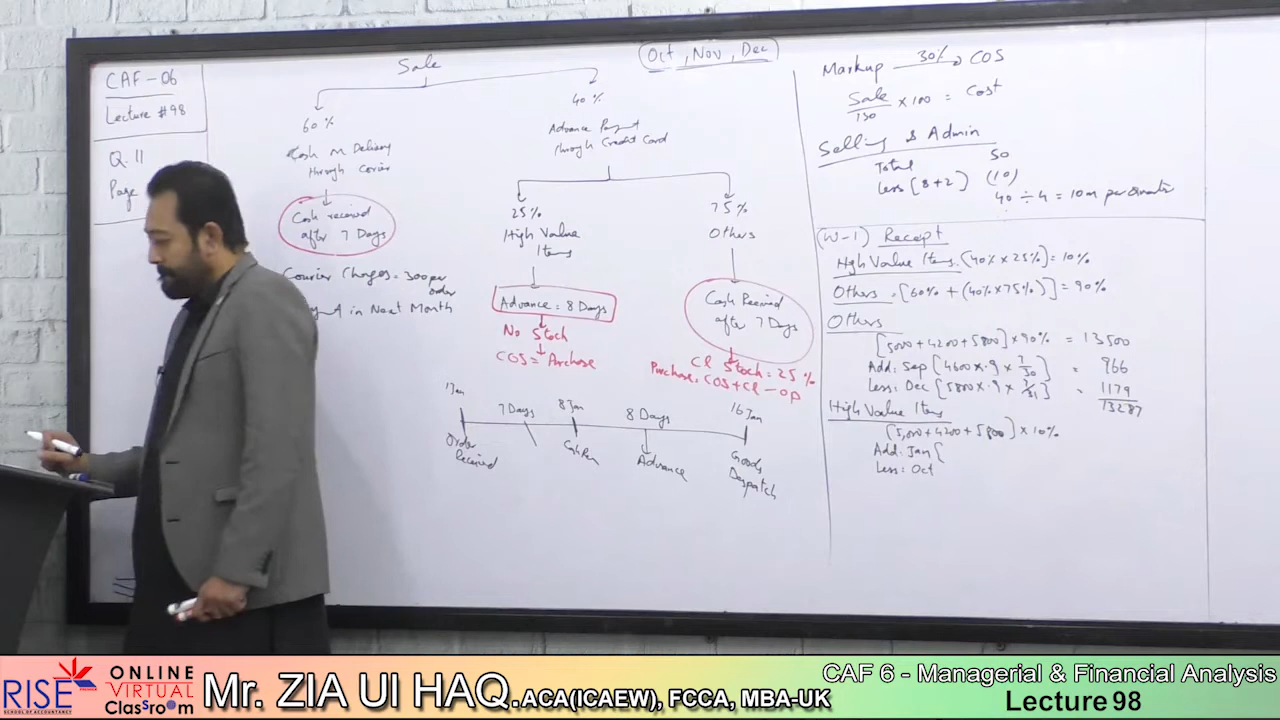 CAF - 06
Lecture #98
Q. 11
Page
Sale
60%
Cash on Delivery
through Corier
Cash received
after 7 Days
Courier Charges = 300 per
order
in Next Month
40%
Advance Payment
through Credit Card
25%
High Value
Items
Advance = 8 Days
No Stock
COS = Purchase
75%
Others
Cash Received
after 7 Days
Cl Stock = 25%
Purchase: COS + Cl - Op
Oct, Nov, Dec
1 Jan
7 Days
8 Jan
8 Days
16 Jan
Order
Received
Cash Rec
Advance
Goods
Despatch
Markup 30% COS
Sale/130 x 100 = Cost
Selling & Admin
Total 50
Less [8+2] (10)
40 ÷ 4 = 10m per quarter
(W-1) Receipt
High Value Items. (40% x 25%) = 10%
Others. [60% + (40% x 75%)] = 90%
Others
[5000 + 4200 + 5800] x 90% = 13500
Add: Sep [4600 x .9 x 7/30] = 966
Less: Dec [5800 x .9 x 7/31] = 1179
13287
High Value Items
[5,000 + 4200 + 5800] x 10%
Add: Jan [
Less: Oct
RISE
SCHOOL OF ACCOUNTANCY
ONLINE
VIRTUAL
Classroom
Mr. ZIA Ul HAQ. ACA(ICAEW), FCCA, MBA-UK
CAF 6 - Managerial & Financial Analysis
Lecture 98